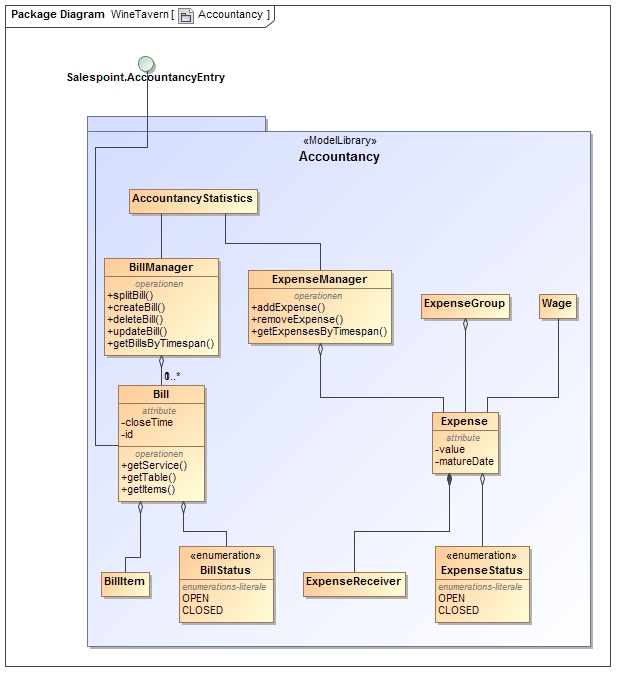 Package Diagram WineTavern [ Accountancy ]
Salespoint.AccountancyEntry
«ModelLibrary»
Accountancy
AccountancyStatistics
BillManager
operationen
+splitBill()
+createBill()
+deleteBill()
+updateBill()
+getBillsByTimespan()
ExpenseManager
operationen
+addExpense()
+removeExpense()
+getExpensesByTimespan()
ExpenseGroup
Wage
Bill
attribute
-closeTime
-id
operationen
+getService()
+getTable()
+getItems()
Expense
attribute
-value
-matureDate
BillItem
«enumeration»
BillStatus
enumerations-literale
OPEN
CLOSED
ExpenseReceiver
«enumeration»
ExpenseStatus
enumerations-literale
OPEN
CLOSED